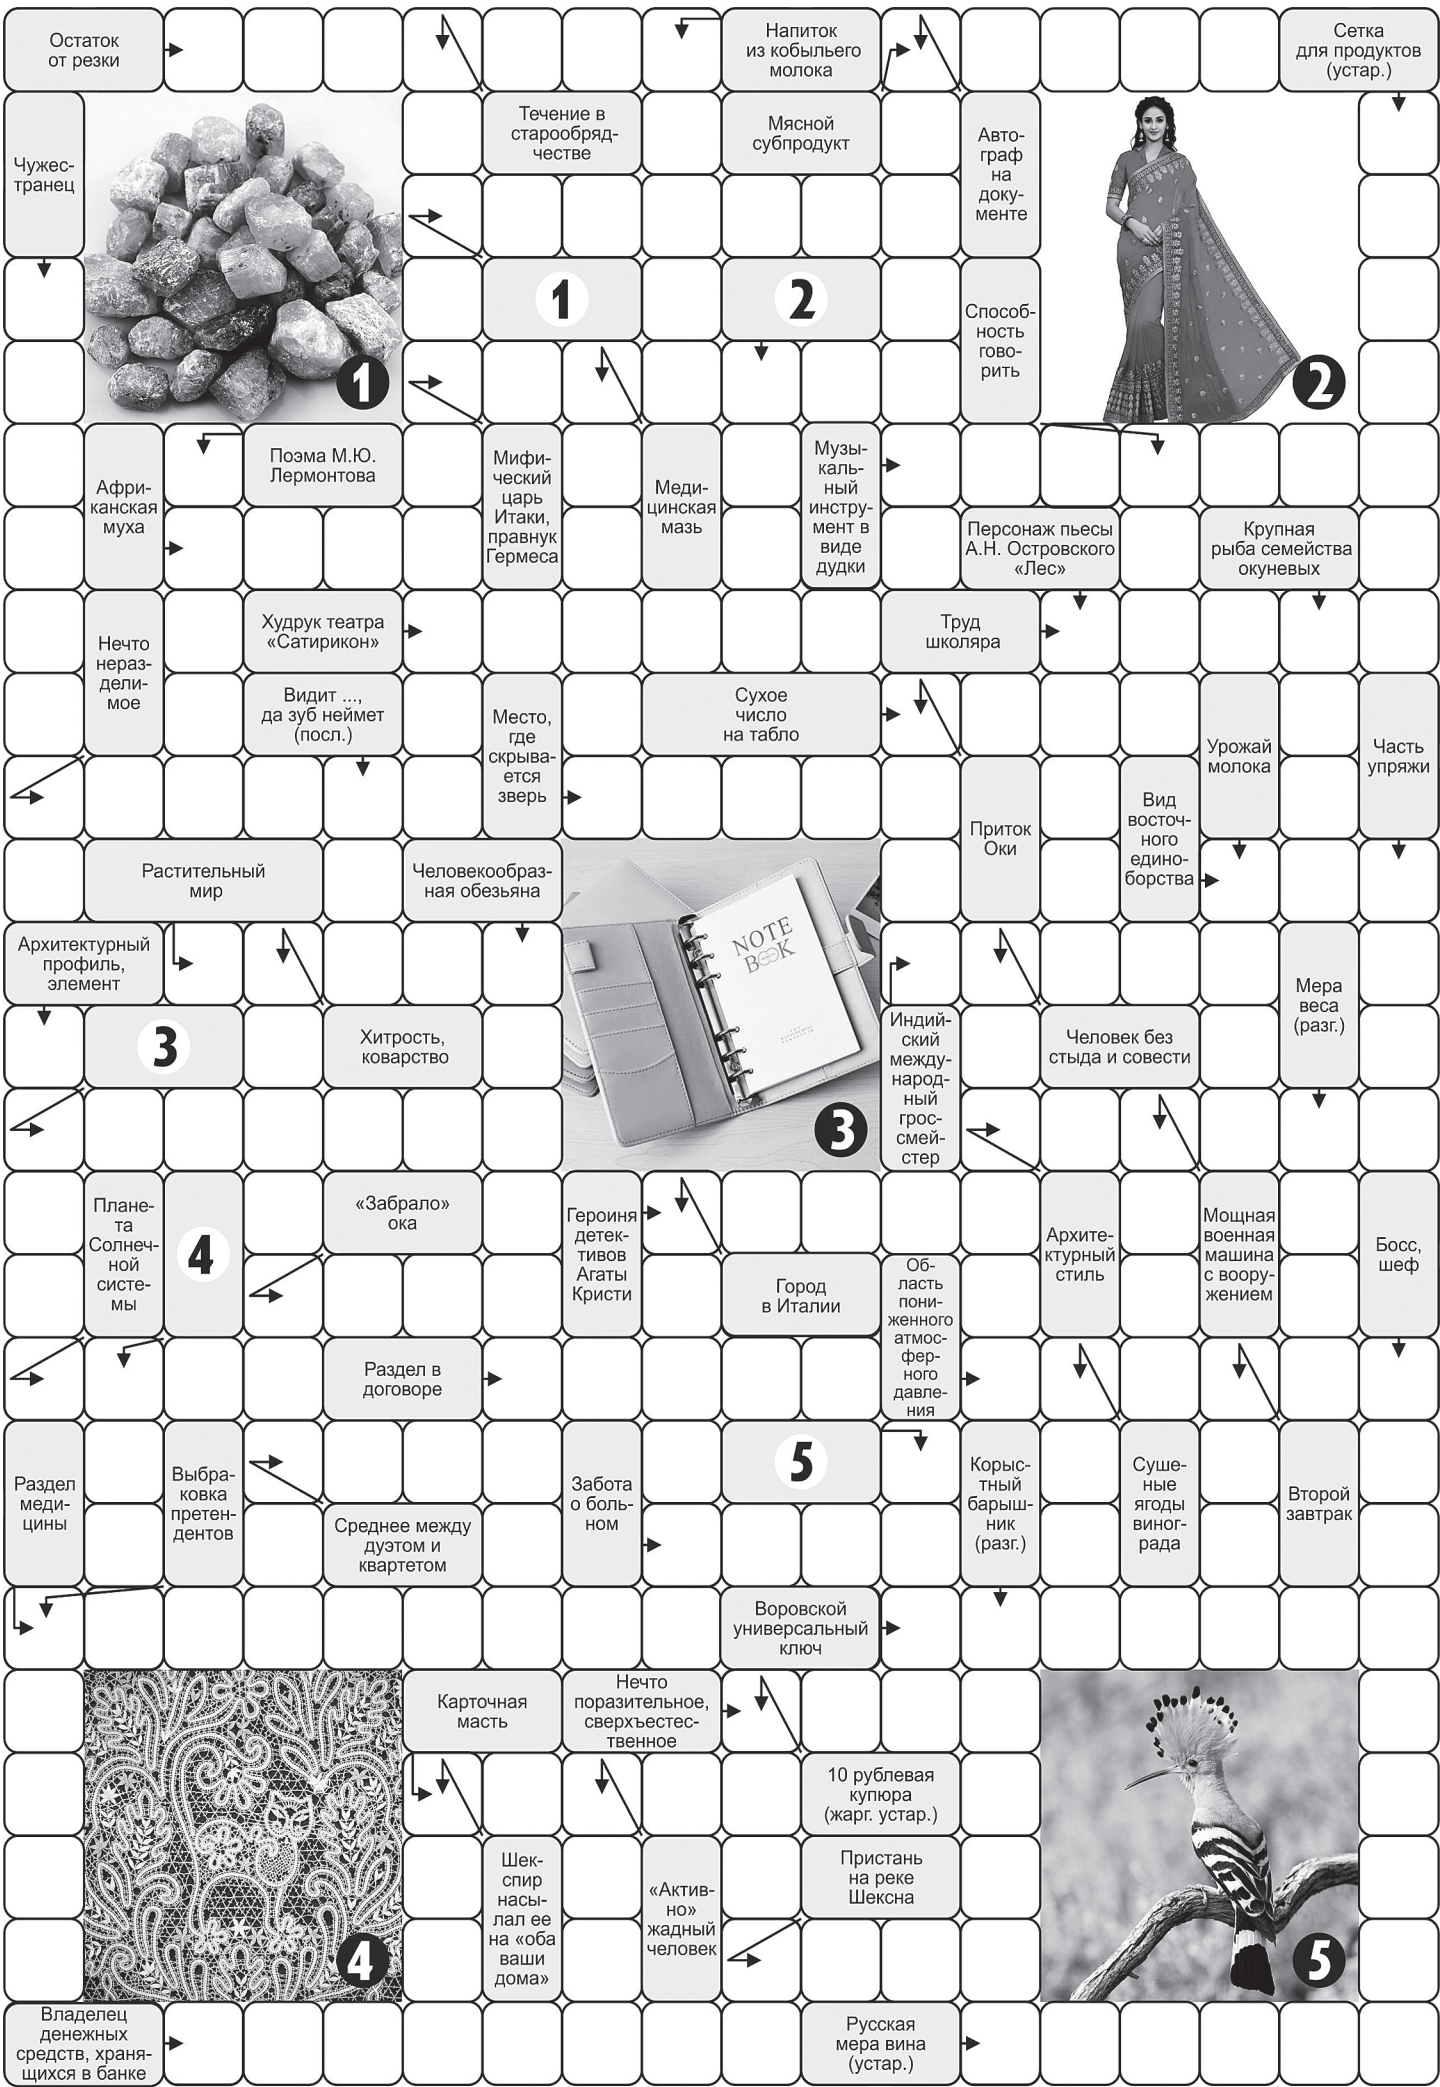 Остаток
от резки
Напиток
из кобыльего
молока
Сетка
для продуктов
(устар.)
Чужес-
транец
Течение в
старообряд-
честве
Мясной
субпродукт
Авто-
граф
на
доку-
менте
1
2
Способ-
ность
гово-
рить
1
2
Афри-
канская
муха
Поэма М.Ю.
Лермонтова
Мифи-
ческий
царь
Итаки,
правнук
Гермеса
Меди-
цинская
мазь
Музы-
каль-
ный
инстру-
мент в
виде
дудки
Персонаж пьесы
А.Н. Островского
«Лес»
Крупная
рыба семейства
окуневых
Нечто
нераз-
дели-
мое
Худрук театра
«Сатирикон»
Труд
школяра
Видит ...,
да зуб неймет
(посл.)
Место,
где
скрыва-
ется
зверь
Сухое
число
на табло
Урожай
молока
Часть
упряжи
Приток
Оки
Вид
восточ-
ного
едино-
борства
Растительный
мир
Человекообраз-
ная обезьяна
NOTE
BOOK
Архитектурный
профиль,
элемент
Мера
веса
(разг.)
3
Хитрость,
коварство
3
Индий-
ский
между-
народ-
ный
грос-
смей-
стер
Человек без
стыда и совести
Плане-
та
Солнеч-
ной
систе-
мы
4
«Забрало»
ока
Героиня
детек-
тивов
Агаты
Кристи
Город
в Италии
Об-
ласть
пони-
женного
атмос-
фер-
ного
давле-
ния
Архите-
ктурный
стиль
Мощная
военная
машина
с воору-
жением
Босс,
шеф
Раздел в
договоре
Раздел
меди-
цины
Выбра-
ковка
претен-
дентов
Среднее между
дуэтом и
квартетом
Забота
о боль-
ном
5
Корыс-
тный
барыш-
ник
(разг.)
Суше-
ные
ягоды
виног-
рада
Второй
завтрак
Воровской
универсальный
ключ
Карточная
масть
Нечто
поразительное,
сверхъестес-
твенное
10 рублевая
купюра
(жарг. устар.)
Шек-
спир
насы-
лал ее
на «оба
ваши
дома»
«Актив-
но»
жадный
человек
Пристань
на реке
Шексна
4
5
Владелец
денежных
средств, храня-
щихся в банке
Русская
мера вина
(устар.)